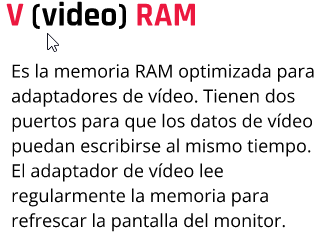 V (video) RAM
Es la memoria RAM optimizada para
adaptadores de vídeo. Tienen dos
puertos para que los datos de vídeo
puedan escribirse al mismo tiempo.
El adaptador de vídeo lee
regularmente la memoria para
refrescar la pantalla del monitor.